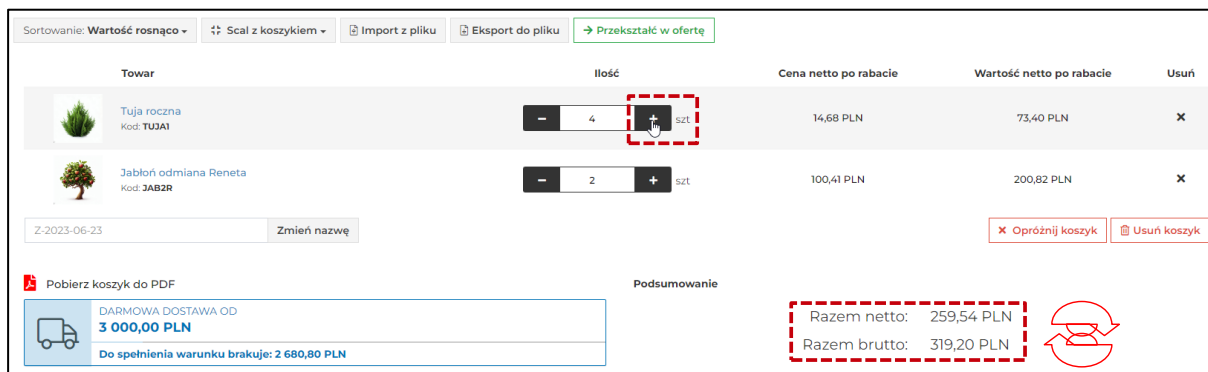 Sortowanie: Wartość rosnąco Scal z koszykiem Import z pliku Eksport do pliku → Przekształć w ofertę
Towar Ilość Cena netto po rabacie Wartość netto po rabacie Usuń
Tuja roczna
Kod: TUJA1
− 4 + szt 14,68 PLN 73,40 PLN ×
Jabłoń odmiana Reneta
Kod: JAB2R
− 2 + szt 100,41 PLN 200,82 PLN ×
Z-2023-06-23 Zmień nazwę × Opróżnij koszyk Usuń koszyk
Pobierz koszyk do PDF Podsumowanie
DARMOWA DOSTAWA OD
3 000,00 PLN
Do spełnienia warunku brakuje: 2 680,80 PLN
Razem netto: 259,54 PLN
Razem brutto: 319,20 PLN